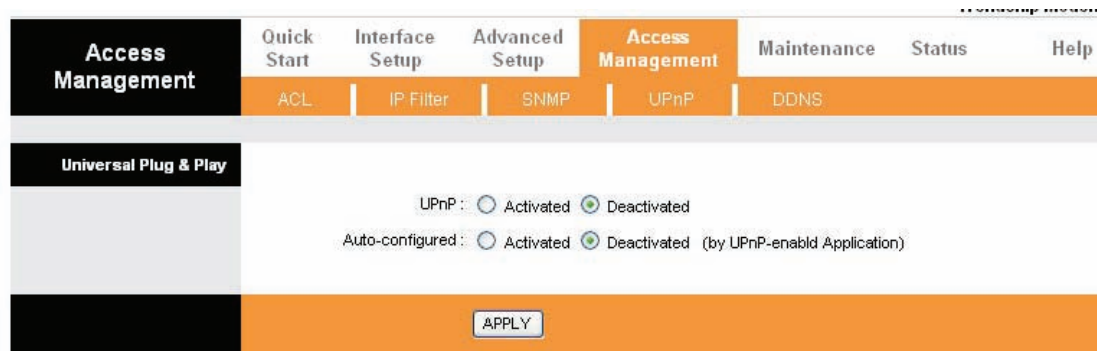 Access Management
Quick Start
Interface Setup
Advanced Setup
Access Management
Maintenance
Status
Help
ACL
IP Filter
SNMP
UPnP
DDNS
Universal Plug & Play
UPnP : Activated Deactivated
Auto-configured : Activated Deactivated (by UPnP-enabld Application)
APPLY